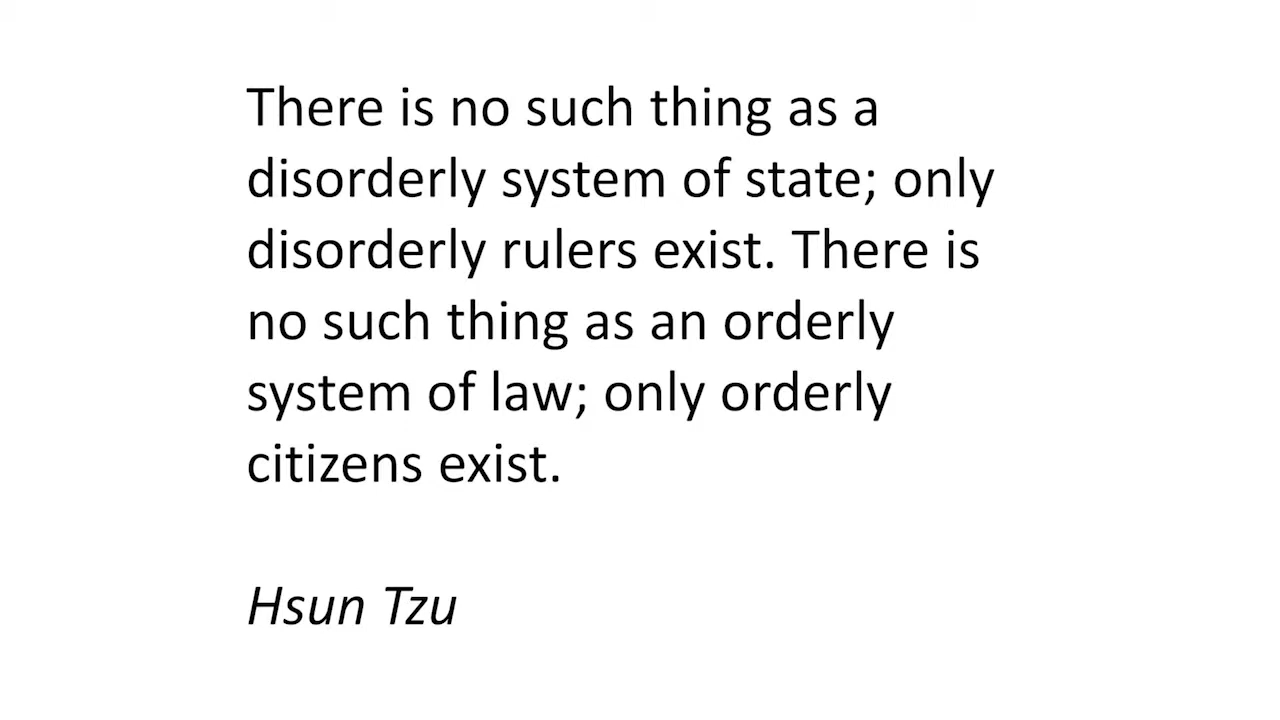 There is no such thing as a
disorderly system of state; only
disorderly rulers exist. There is
no such thing as an orderly
system of law; only orderly
citizens exist.
Hsun Tzu